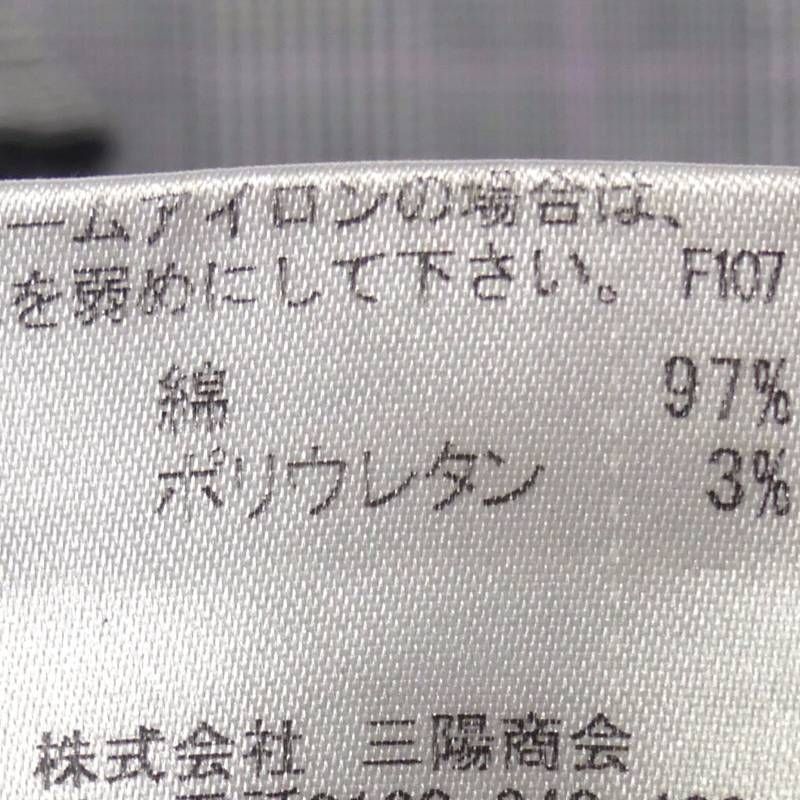 ームアイロンの場合は、
を弱めにして下さい。 F107
綿 97%
ポリウレタン 3%
株式会社 三陽商会